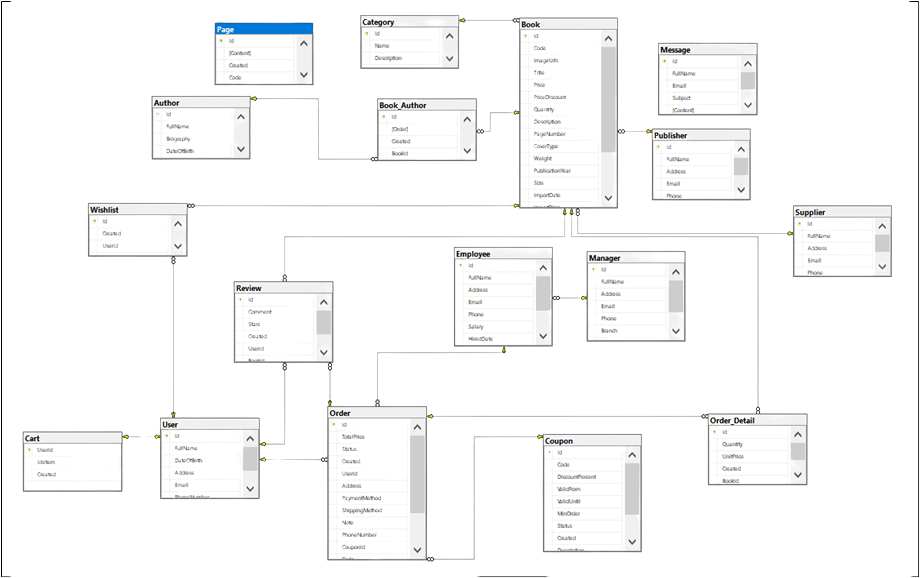 Page
Id
[Content]
Created
Code
Category
Id
Name
Description
Book
Id
Code
ImageUrls
Title
Price
PriceDiscount
Quantity
Description
PageNumber
CoverType
Weight
PublicationYear
Size
ImportDate
Message
Id
FullName
Email
Subject
[Content]
Author
Id
FullName
Biography
DateOfBirth
Book_Author
Id
[Order]
Created
BookId
Publisher
Id
FullName
Address
Email
Phone
Wishlist
Id
Created
UserId
Supplier
Id
FullName
Address
Email
Phone
Employee
Id
FullName
Address
Email
Phone
Salary
HiredDate
Manager
Id
FullName
Address
Email
Phone
Branch
Review
Id
Comment
Stars
Created
UserId
BookId
Order
Id
TotalPrice
Status
Created
UserId
Address
PaymentMethod
ShippingMethod
Note
PhoneNumber
CouponId
User
Id
FullName
DateOfBirth
Address
Email
PhoneNumber
Cart
UserId
IdsItem
Created
Coupon
Id
Code
DiscountPercent
ValidFrom
ValidUntil
MinOrder
Status
Created
Description
Order_Detail
Id
Quantity
UnitPrice
Created
BookId